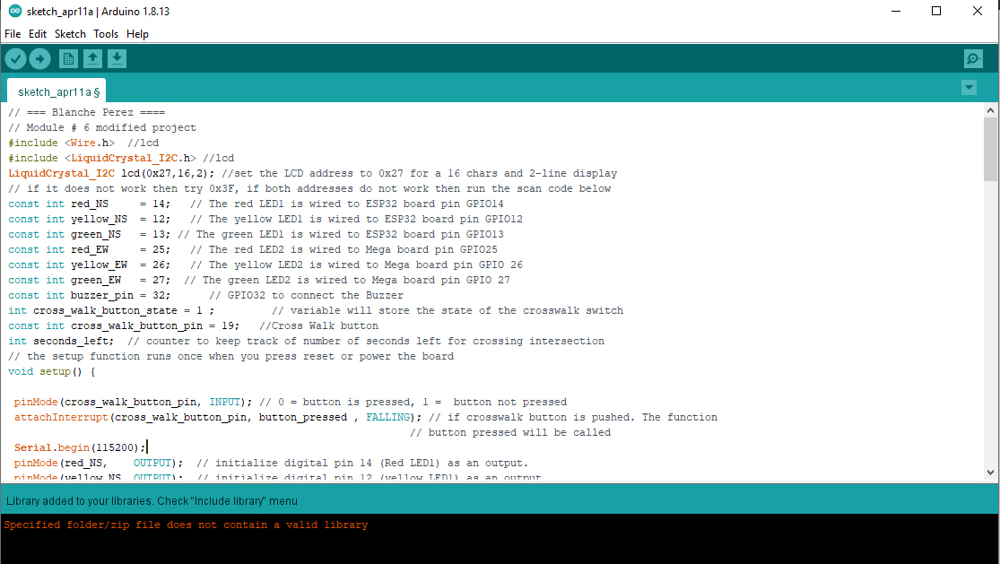 sketch_apr11a | Arduino 1.8.13
File Edit Sketch Tools Help
sketch_apr11a §
// === Blanche Perez ====
// Module # 6 modified project
#include <Wire.h>  //lcd
#include <LiquidCrystal_I2C.h> //lcd
LiquidCrystal_I2C lcd(0x27,16,2); //set the LCD address to 0x27 for a 16 chars and 2-line display
// if it does not work then try 0x3F, if both addresses do not work then run the scan code below
const int red_NS     = 14;   // The red LED1 is wired to ESP32 board pin GPIO14
const int yellow_NS  = 12;   // The yellow LED1 is wired to ESP32 board pin GPIO12
const int green_NS   = 13; // The green LED1 is wired to ESP32 board pin GPIO13
const int red_EW     = 25;   // The red LED2 is wired to Mega board pin GPIO25
const int yellow_EW  = 26;   // The yellow LED2 is wired to Mega board pin GPIO 26
const int green_EW   = 27;  // The green LED2 is wired to Mega board pin GPIO 27
const int buzzer_pin = 32;      // GPIO32 to connect the Buzzer
int cross_walk_button_state = 1 ;         // variable will store the state of the crosswalk switch
const int cross_walk_button_pin = 19;   //Cross Walk button
int seconds_left;  // counter to keep track of number of seconds left for crossing intersection
// the setup function runs once when you press reset or power the board
void setup() {
pinMode(cross_walk_button_pin, INPUT); // 0 = button is pressed, 1 =  button not pressed
attachInterrupt(cross_walk_button_pin, button_pressed , FALLING); // if crosswalk button is pushed. The function
// button pressed will be called
Serial.begin(115200);
pinMode(red_NS,    OUTPUT);  // initialize digital pin 14 (Red LED1) as an output.
pinMode(yellow_NS, OUTPUT);  // initialize digital pin 12 (yellow LED1) as an output
Library added to your libraries. Check "Include library" menu
Specified folder/zip file does not contain a valid library